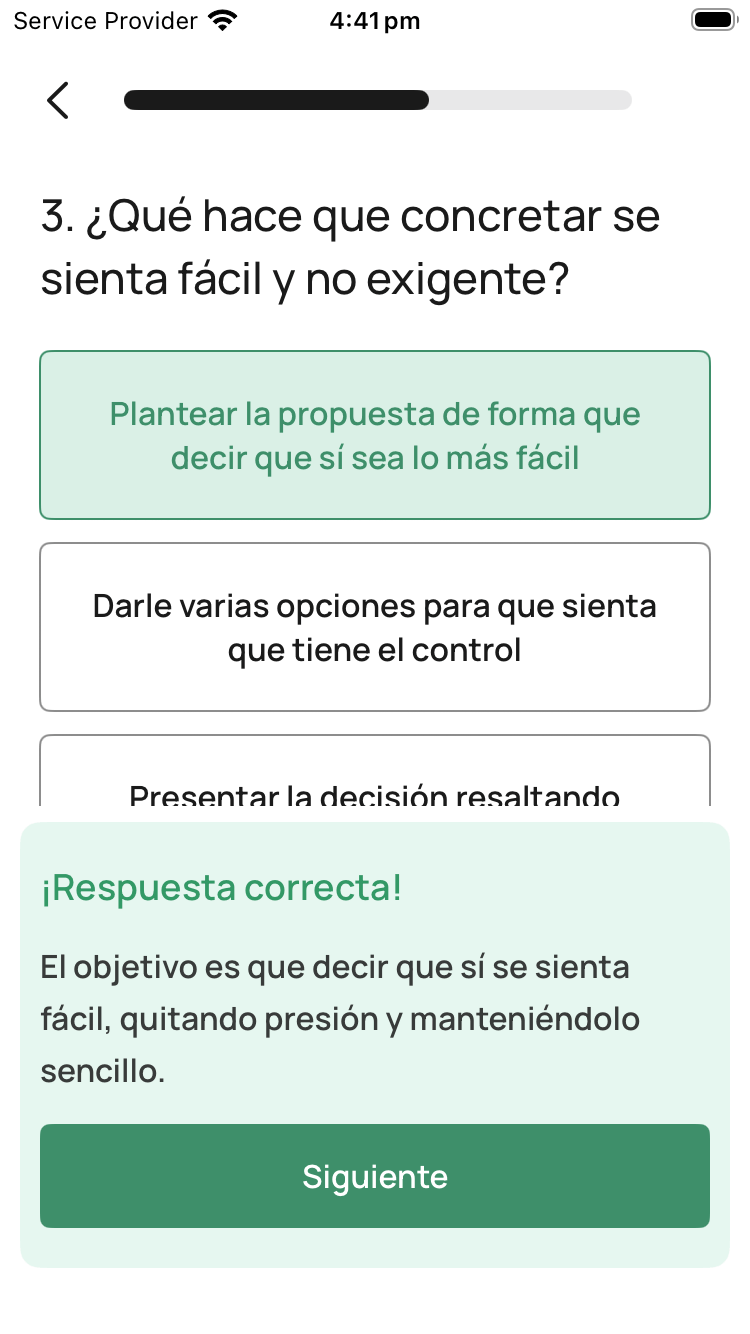 Service Provider 4:41 pm
3. ¿Qué hace que concretar se
sienta fácil y no exigente?
Plantear la propuesta de forma que
decir que sí sea lo más fácil
Darle varias opciones para que sienta
que tiene el control
Presentar la decisión resaltando
¡Respuesta correcta!
El objetivo es que decir que sí se sienta
fácil, quitando presión y manteniéndolo
sencillo.
Siguiente